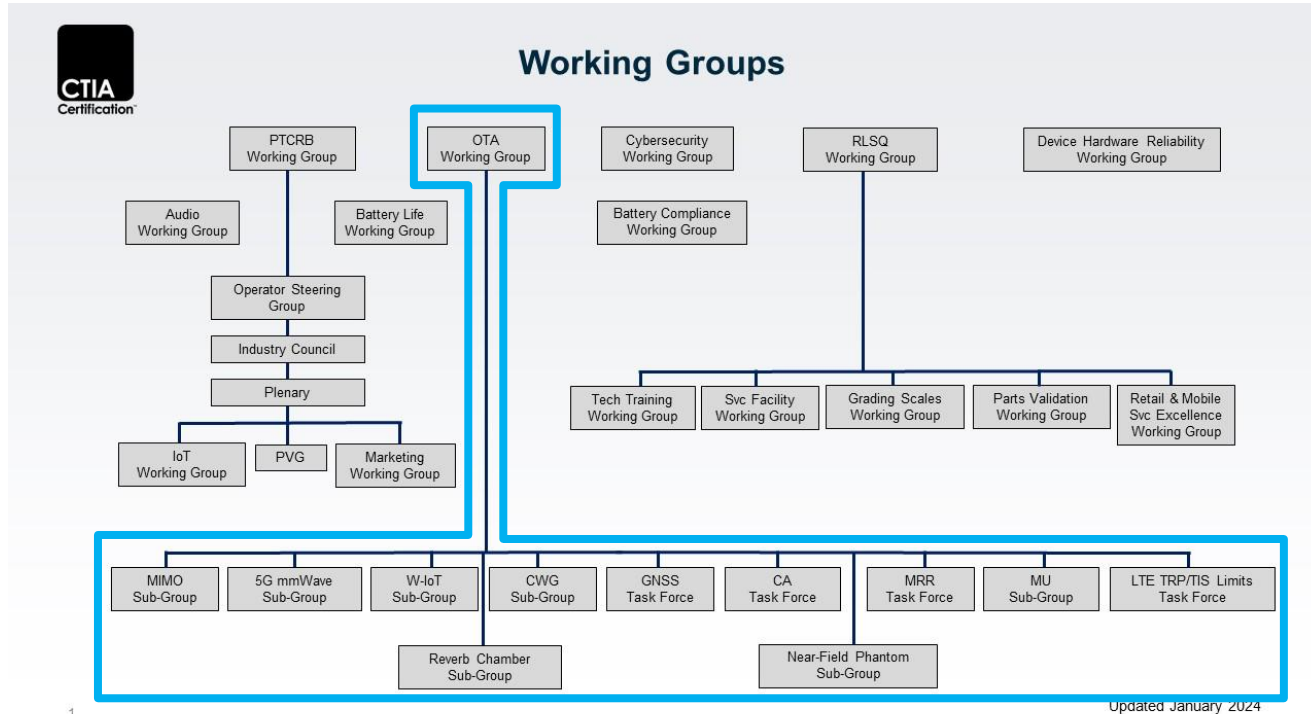 CTIA
Certification™
Working Groups
PTCRB
Working Group
OTA
Working Group
Cybersecurity
Working Group
RLSQ
Working Group
Device Hardware Reliability
Working Group
Audio
Working Group
Battery Life
Working Group
Battery Compliance
Working Group
Operator Steering
Group
Industry Council
Plenary
IoT
Working Group
PVG
Marketing
Working Group
Tech Training
Working Group
Svc Facility
Working Group
Grading Scales
Working Group
Parts Validation
Working Group
Retail & Mobile
Svc Excellence
Working Group
MIMO
Sub-Group
5G mmWave
Sub-Group
W-IoT
Sub-Group
CWG
Sub-Group
GNSS
Task Force
CA
Task Force
MRR
Task Force
MU
Sub-Group
LTE TRP/TIS Limits
Task Force
Reverb Chamber
Sub-Group
Near-Field Phantom
Sub-Group
1
Updated January 2024